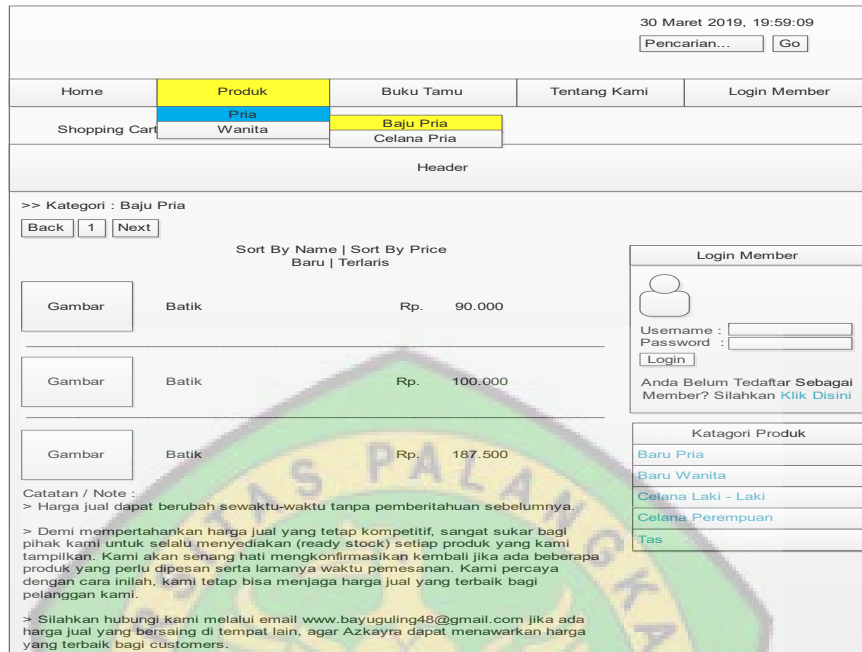 30 Maret 2019, 19:59:09
Pencarian...
Go
Home
Produk
Buku Tamu
Tentang Kami
Login Member
Pria
Wanita
Baju Pria
Celana Pria
Shopping Cart
Header
>> Kategori : Baju Pria
Back
1
Next
Sort By Name | Sort By Price
Baru | Terlaris
Gambar Batik Rp. 90.000
Gambar Batik Rp. 100.000
Gambar Batik Rp. 187.500
Catatan / Note :
> Harga jual dapat berubah sewaktu-waktu tanpa pemberitahuan sebelumnya.
> Demi mempertahankan harga jual yang tetap kompetitif, sangat sukar bagi
pihak kami untuk selalu menyediakan (ready stock) setiap produk yang kami
tampilkan. Kami akan senang hati mengkonfirmasikan kembali jika ada beberapa
produk yang perlu dipesan serta lamanya waktu pemesanan. Kami percaya
dengan cara inilah, kami tetap bisa menjaga harga jual yang terbaik bagi
pelanggan kami.
> Silahkan hubungi kami melalui email www.bayuguling48@gmail.com jika ada
harga jual yang bersaing di tempat lain, agar Azkayra dapat menawarkan harga
yang terbaik bagi customers.
Login Member
Username :
Password :
Login
Anda Belum Tedaftar Sebagai
Member? Silahkan Klik Disini
Katagori Produk
Baru Pria
Baru Wanita
Celana Laki - Laki
Celana Perempuan
Tas
RSITAS PALANGKA